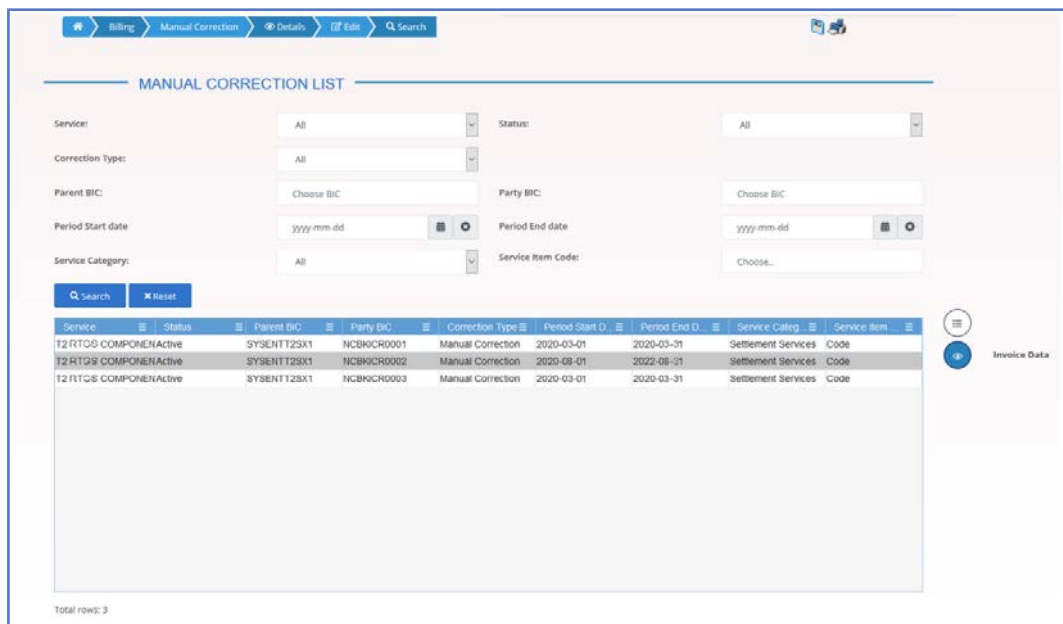 Billing Manual Correction Details Edit Search
MANUAL CORRECTION LIST
Service: All Status: All
Correction Type: All
Parent BIC: Choose BIC Party BIC: Choose BIC
Period Start date yyyy-mm-dd Period End date yyyy-mm-dd
Service Category: All Service Item Code: Choose..
Search Reset
Service Status Parent BIC Party BIC Correction Type Period Start D... Period End D... Service Categ... Service Item ...
T2 RTGS COMPONEN Active SYSENTT2SX1 NCBKICR0001 Manual Correction 2020-03-01 2020-03-31 Settlement Services Code
T2 RTGS COMPONEN Active SYSENTT2SX1 NCBKICR0002 Manual Correction 2020-08-01 2022-08-31 Settlement Services Code
T2 RTGS COMPONEN Active SYSENTT2SX1 NCBKICR0003 Manual Correction 2020-03-01 2020-03-31 Settlement Services Code
Invoice Data
Total rows: 3